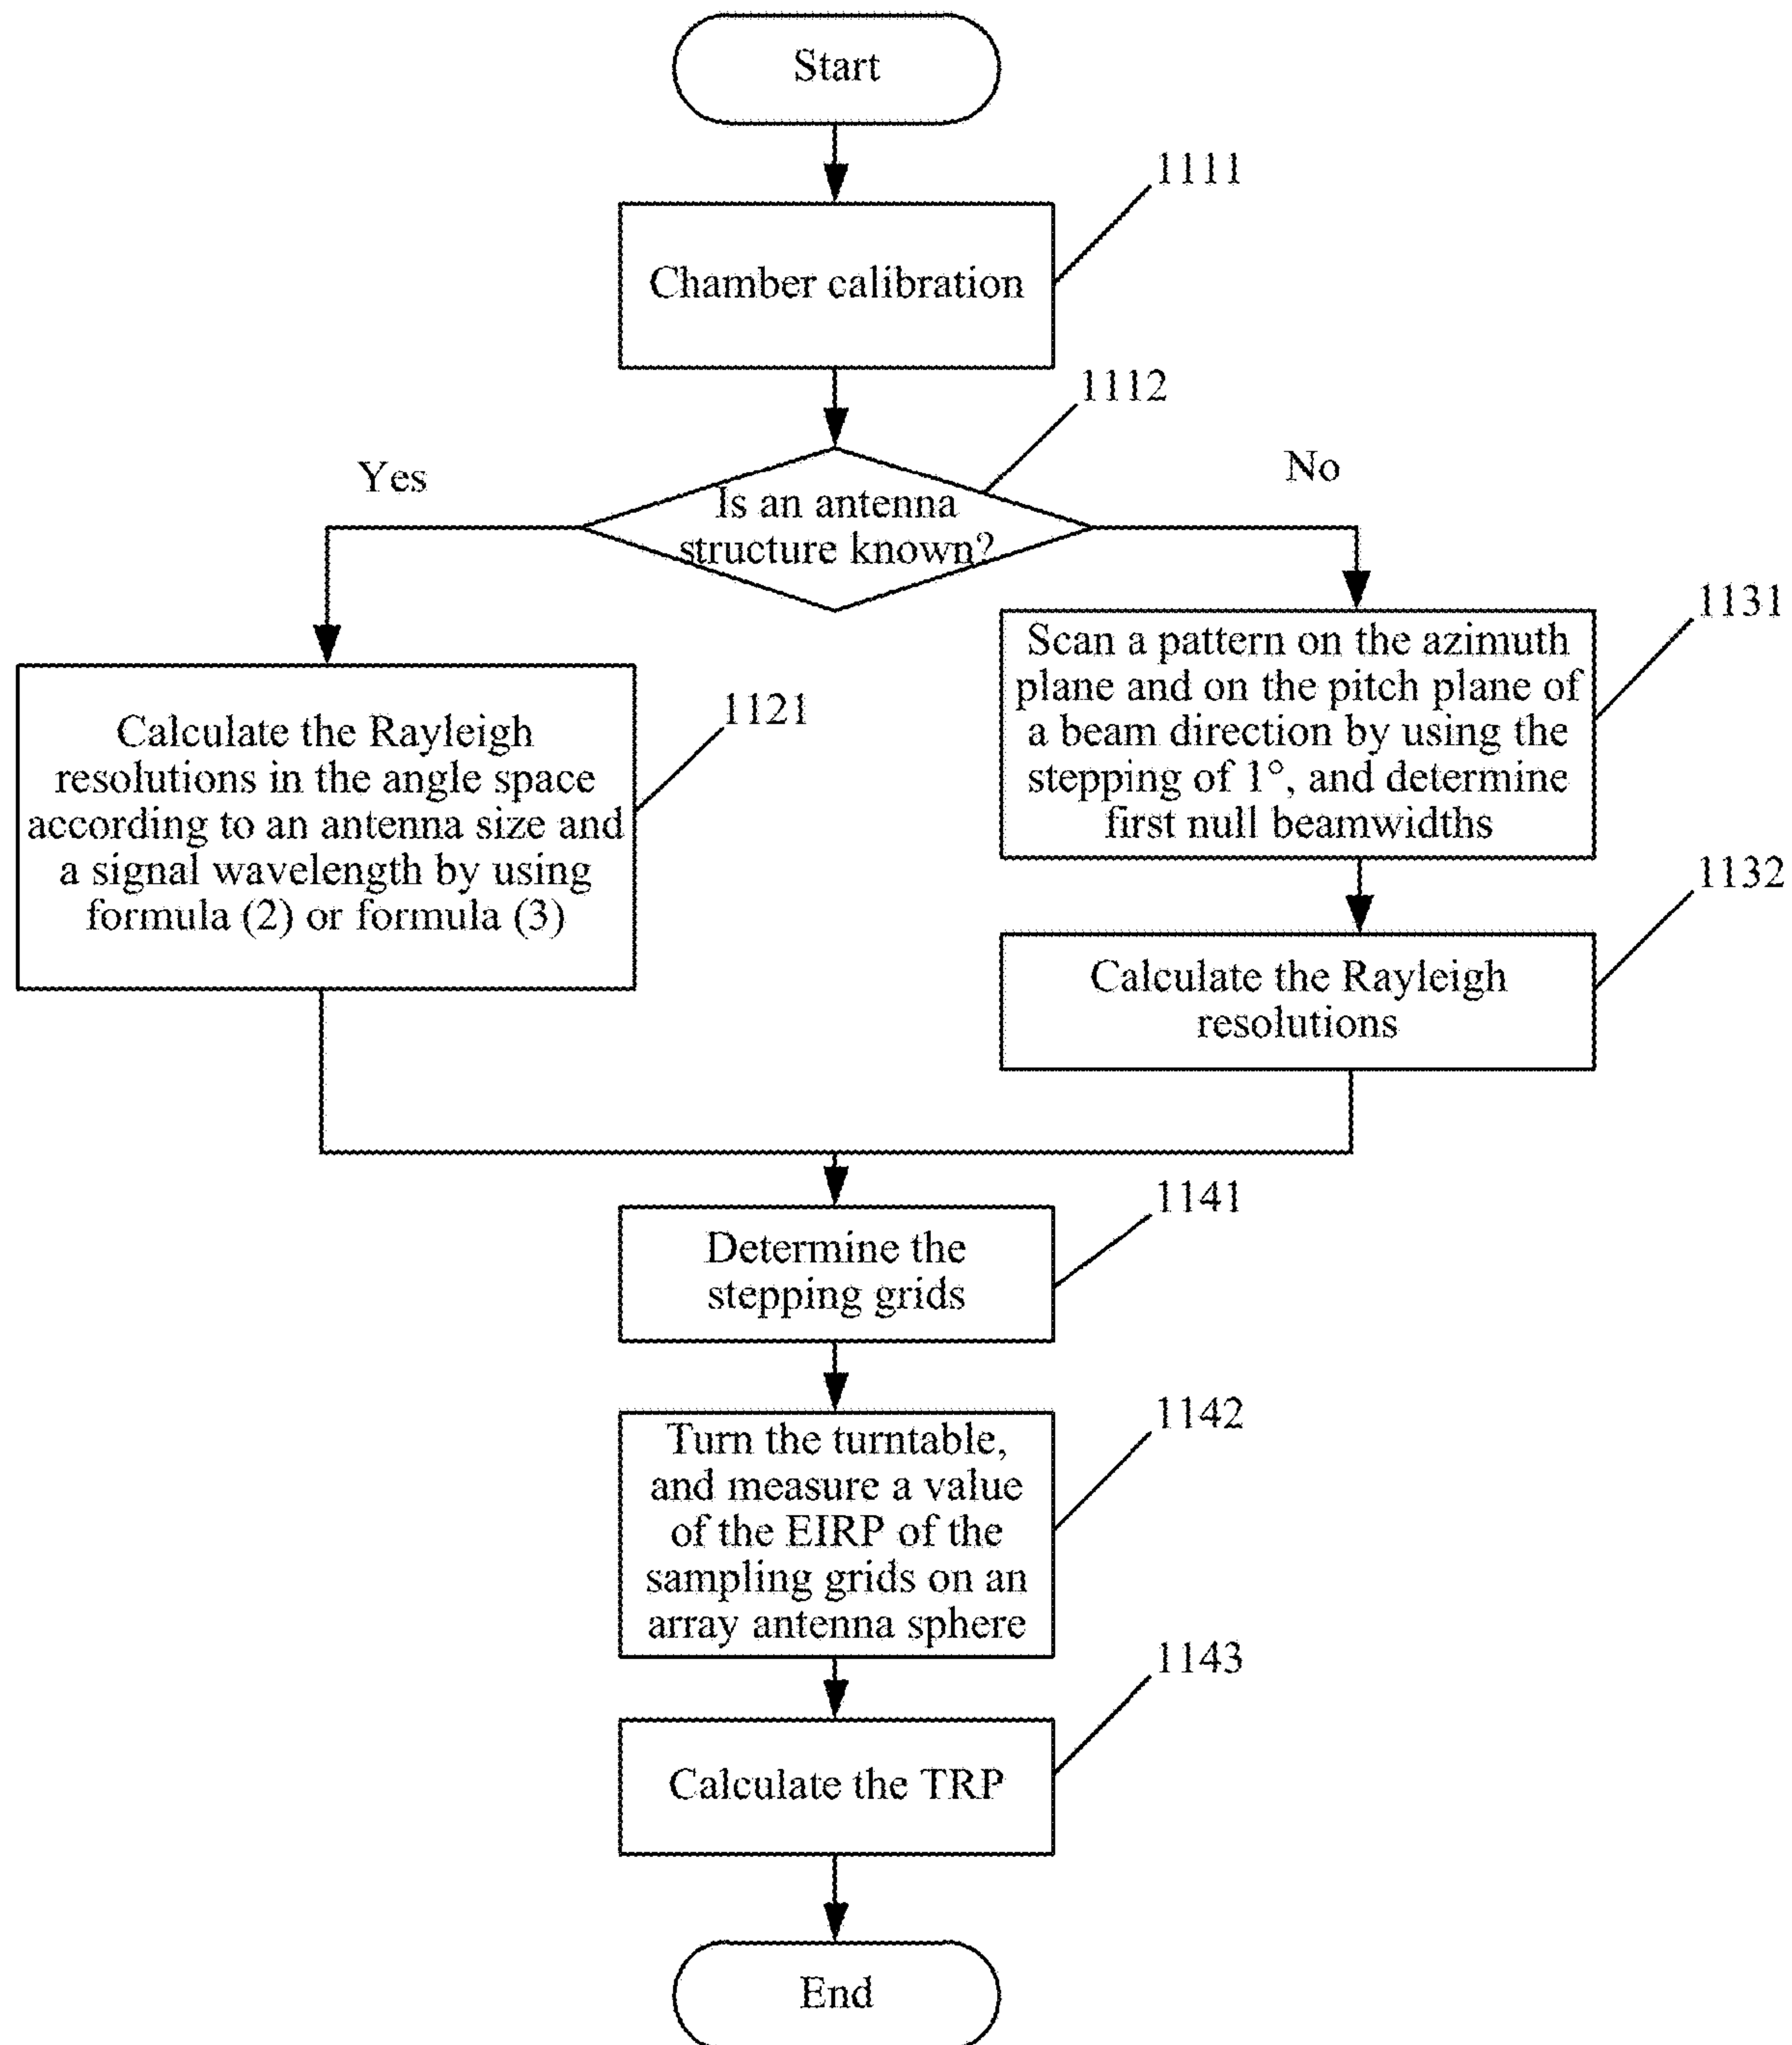 Start
1111
Chamber calibration
1112
Yes
No
Is an antenna
structure known?
1131
Scan a pattern on the azimuth
plane and on the pitch plane of
a beam direction by using the
stepping of 1°, and determine
first null beamwidths
1121
Calculate the Rayleigh
resolutions in the angle space
according to an antenna size and
a signal wavelength by using
formula (2) or formula (3)
1132
Calculate the Rayleigh
resolutions
1141
Determine the
stepping grids
1142
Turn the turntable,
and measure a value
of the EIRP of the
sampling grids on an
array antenna sphere
1143
Calculate the TRP
End